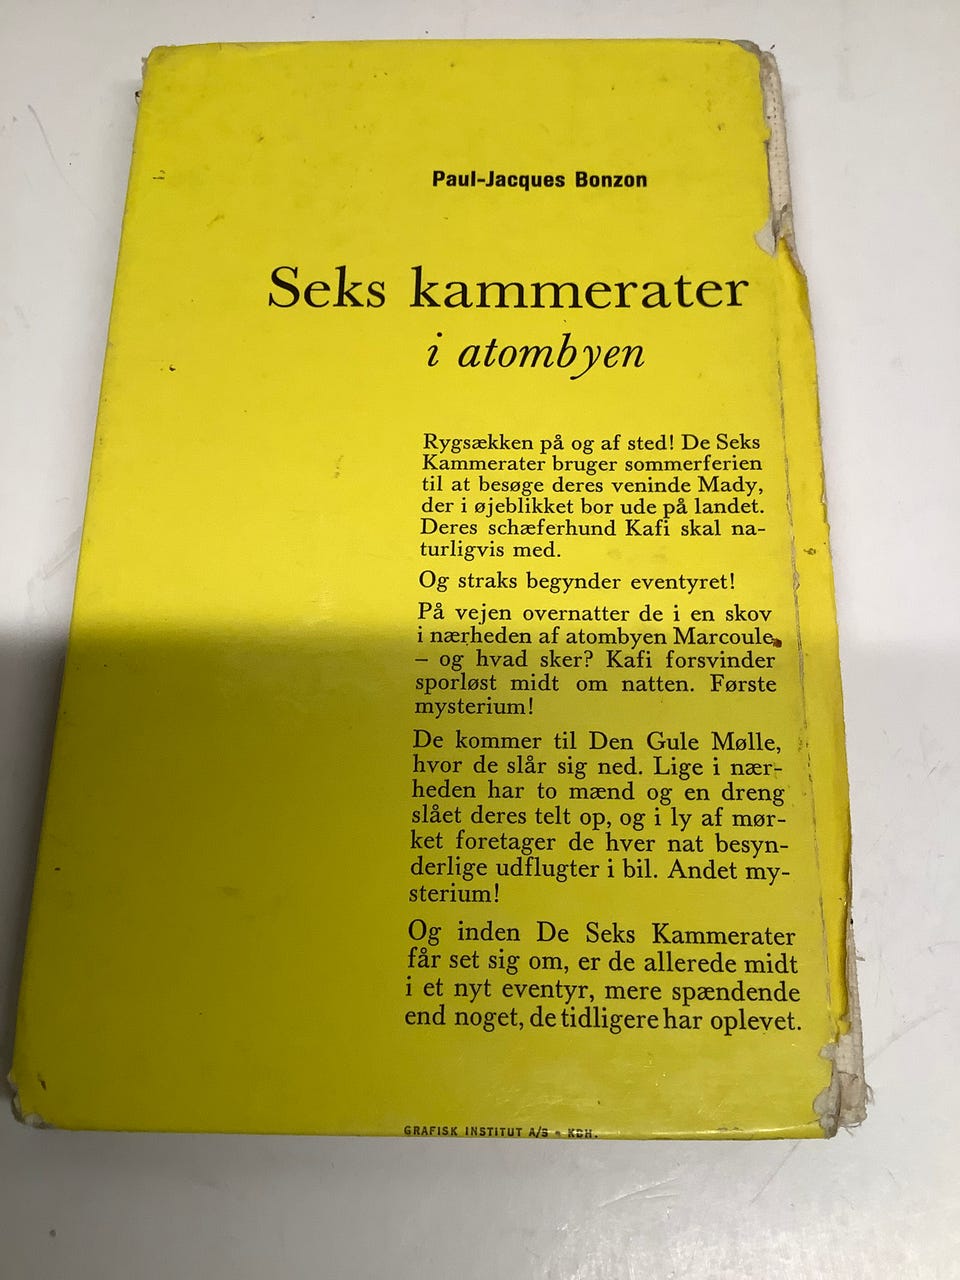 Paul-Jacques Bonzon
Seks kammerater
i atombyen
Rygsækken på og af sted! De Seks
Kammerater bruger sommerferien
til at besøge deres veninde Mady,
der i øjeblikket bor ude på landet.
Deres schæferhund Kafi skal na-
turligvis med.
Og straks begynder eventyret!
På vejen overnatter de i en skov
i nærheden af atombyen Marcoule
– og hvad sker? Kafi forsvinder
sporløst midt om natten. Første
mysterium!
De kommer til Den Gule Mølle,
hvor de slår sig ned. Lige i nær-
heden har to mænd og en dreng
slået deres telt op, og i ly af mør-
ket foretager de hver nat besyn-
derlige udflugter i bil. Andet my-
sterium!
Og inden De Seks Kammerater
får set sig om, er de allerede midt
i et nyt eventyr, mere spændende
end noget, de tidligere har oplevet.
GRAFISK INSTITUT A/S - KBH.